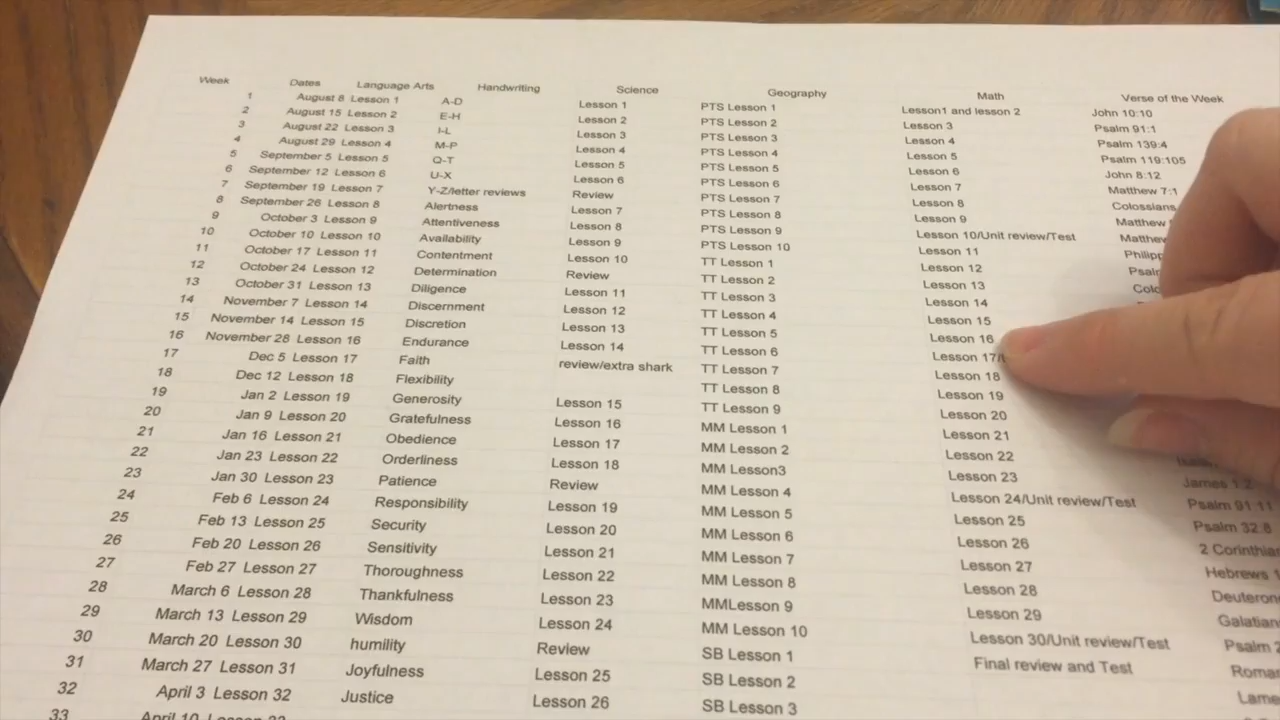 Week Dates Language Arts Handwriting Science Geography Math Verse of the Week
1 August 8 Lesson 1 A-D Lesson 1 PTS Lesson 1 Lesson1 and lesson 2 John 10:10
2 August 15 Lesson 2 E-H Lesson 2 PTS Lesson 2 Lesson 3 Psalm 91:1
3 August 22 Lesson 3 I-L Lesson 3 PTS Lesson 3 Lesson 4 Psalm 139:4
4 August 29 Lesson 4 M-P Lesson 4 PTS Lesson 4 Lesson 5 Psalm 119:105
5 September 5 Lesson 5 Q-T Lesson 5 PTS Lesson 5 Lesson 6 John 8:12
6 September 12 Lesson 6 U-X Lesson 6 PTS Lesson 6 Lesson 7 Matthew 7:1
7 September 19 Lesson 7 Y-Z/letter reviews Review PTS Lesson 7 Lesson 8 Colossians
8 September 26 Lesson 8 Alertness Lesson 7 PTS Lesson 8 Lesson 9 Matthew
9 October 3 Lesson 9 Attentiveness Lesson 8 PTS Lesson 9 Lesson 10/Unit review/Test Matthew
10 October 10 Lesson 10 Availability Lesson 9 PTS Lesson 10 Lesson 11
11 October 17 Lesson 11 Contentment Lesson 10 TT Lesson 1 Lesson 12
12 October 24 Lesson 12 Determination Review TT Lesson 2 Lesson 13
13 October 31 Lesson 13 Diligence Lesson 11 TT Lesson 3 Lesson 14
14 November 7 Lesson 14 Discernment Lesson 12 TT Lesson 4 Lesson 15
15 November 14 Lesson 15 Discretion Lesson 13 TT Lesson 5 Lesson 16
16 November 28 Lesson 16 Endurance Lesson 14 TT Lesson 6 Lesson 17/
17 Dec 5 Lesson 17 Faith review/extra shark TT Lesson 7 Lesson 18
18 Dec 12 Lesson 18 Flexibility TT Lesson 8 Lesson 19
19 Jan 2 Lesson 19 Generosity Lesson 15 TT Lesson 9 Lesson 20
20 Jan 9 Lesson 20 Gratefulness Lesson 16 MM Lesson 1 Lesson 21
21 Jan 16 Lesson 21 Obedience Lesson 17 MM Lesson 2 Lesson 22
22 Jan 23 Lesson 22 Orderliness Lesson 18 MM Lesson3 Lesson 23
23 Jan 30 Lesson 23 Patience Review MM Lesson 4 Lesson 24/Unit review/Test James 1:2
24 Feb 6 Lesson 24 Responsibility Lesson 19 MM Lesson 5 Lesson 25 Psalm 91:11
25 Feb 13 Lesson 25 Security Lesson 20 MM Lesson 6 Lesson 26 Psalm 32:8
26 Feb 20 Lesson 26 Sensitivity Lesson 21 MM Lesson 7 Lesson 27 2 Corinthian
27 Feb 27 Lesson 27 Thoroughness Lesson 22 MM Lesson 8 Lesson 28 Hebrews
28 March 6 Lesson 28 Thankfulness Lesson 23 MMLesson 9 Lesson 29 Deuteron
29 March 13 Lesson 29 Wisdom Lesson 24 MM Lesson 10 Lesson 30/Unit review/Test Galatian
30 March 20 Lesson 30 humility Review SB Lesson 1 Final review and Test Psalm
31 March 27 Lesson 31 Joyfulness Lesson 25 SB Lesson 2 Roman
32 April 3 Lesson 32 Justice Lesson 26 SB Lesson 3 Lame
33 April 10